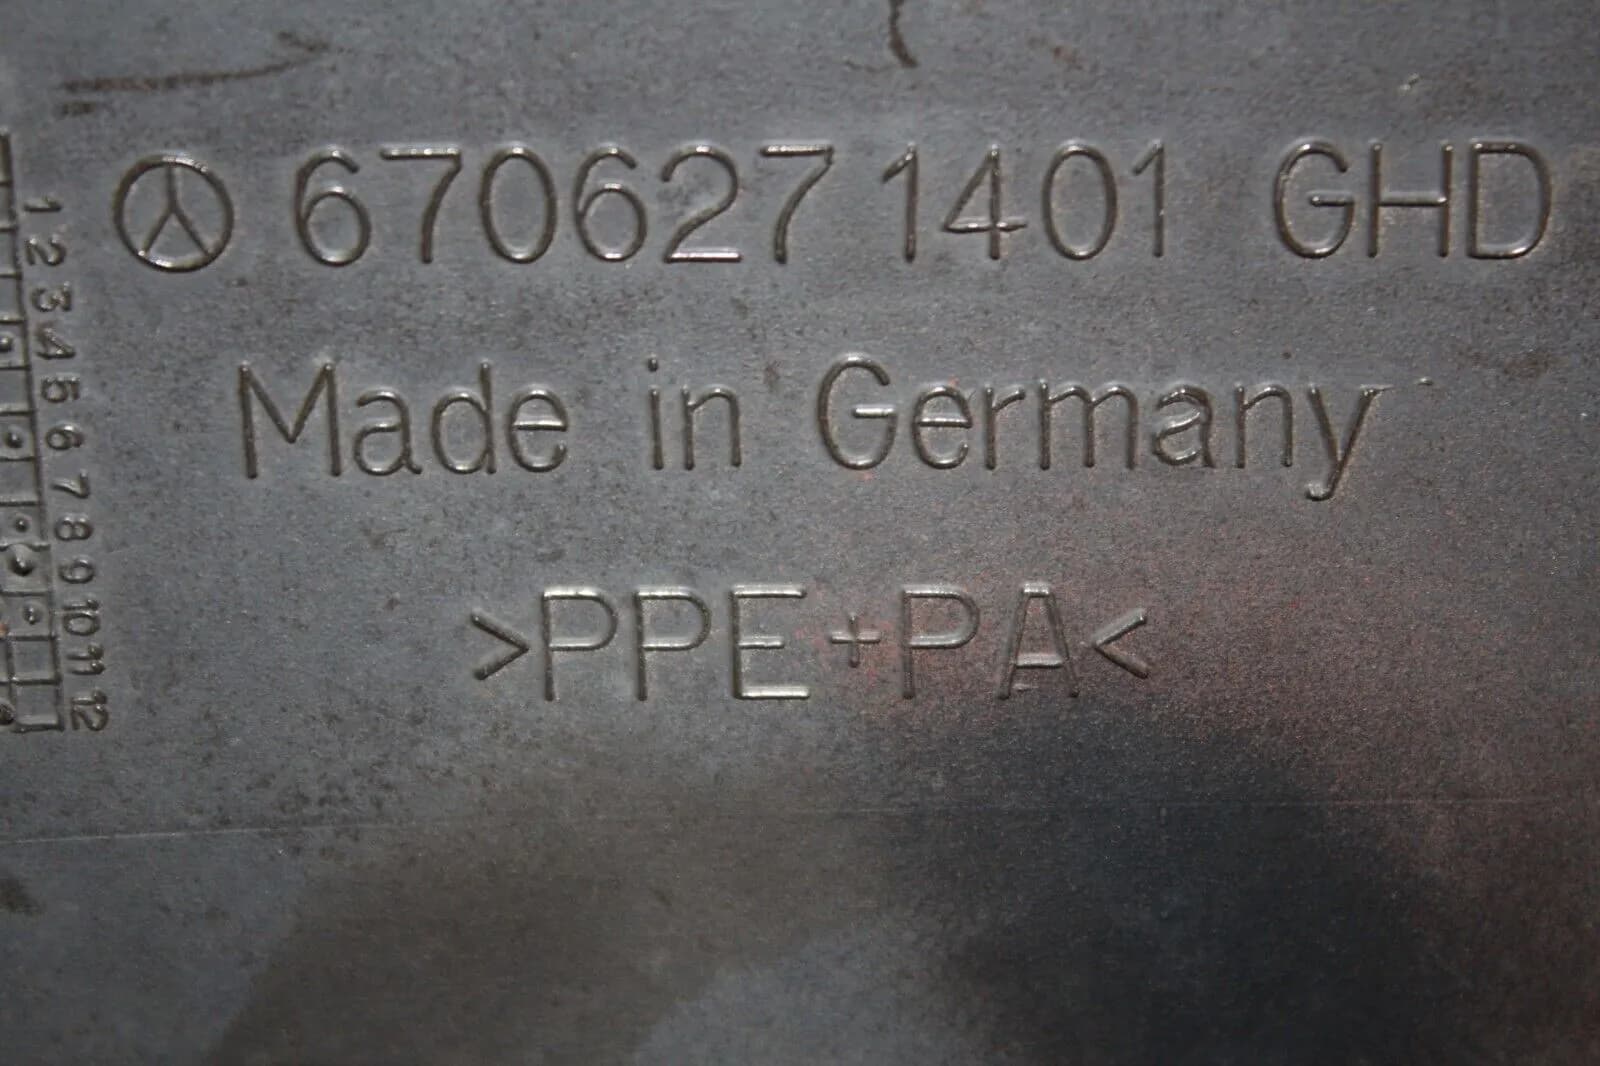 6706271401 GHD
Made in Germany
>PPE+PA<
1 2 3 4 5 6 7 8 9 10 11 12